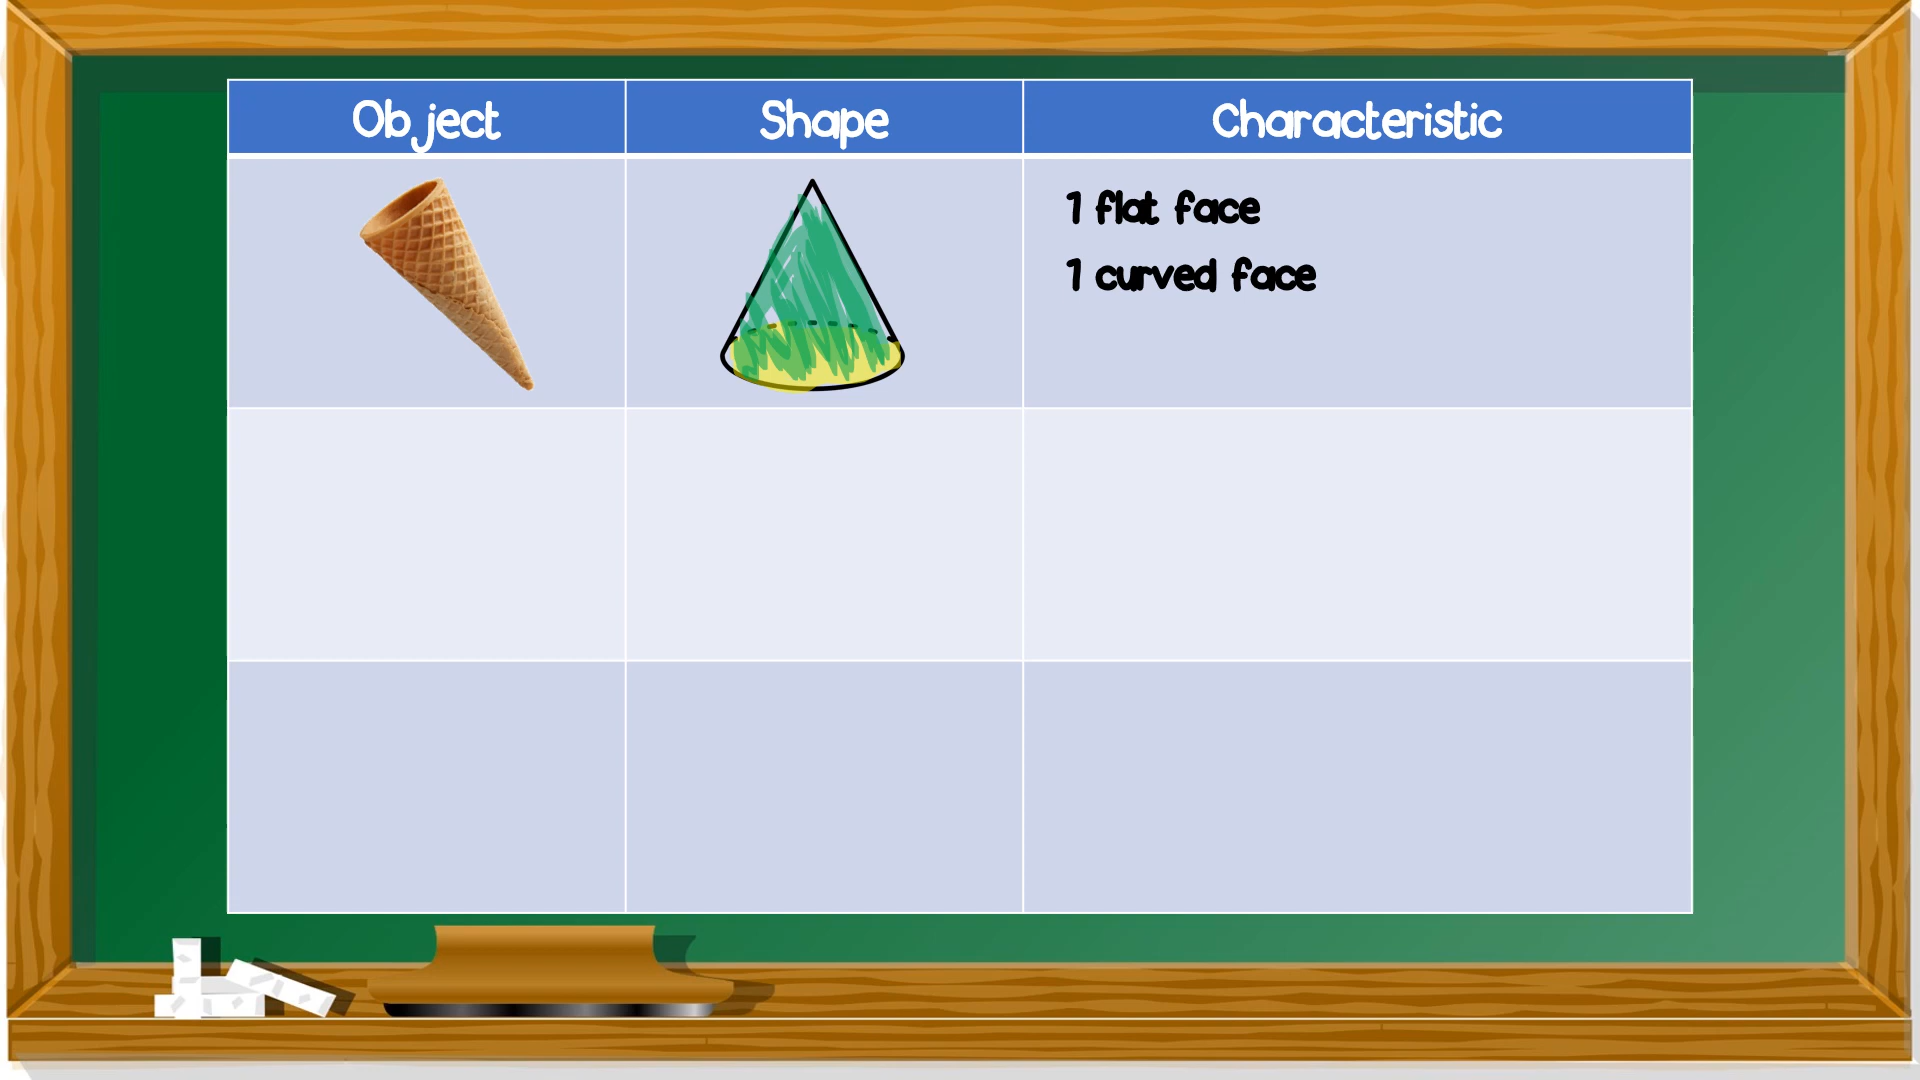 Object
Shape
Characteristic
1 flat face
1 curved face